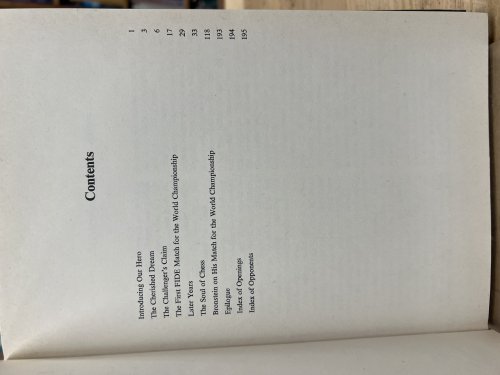 Contents
Introducing Our Hero 1
The Cherished Dream 3
The Challenger's Claim 6
The First FIDE Match for the World Championship 17
Later Years 29
The Soul of Chess 33
Bronstein on His Match for the World Championship 118
Epilogue 193
Index of Openings 194
Index of Opponents 195